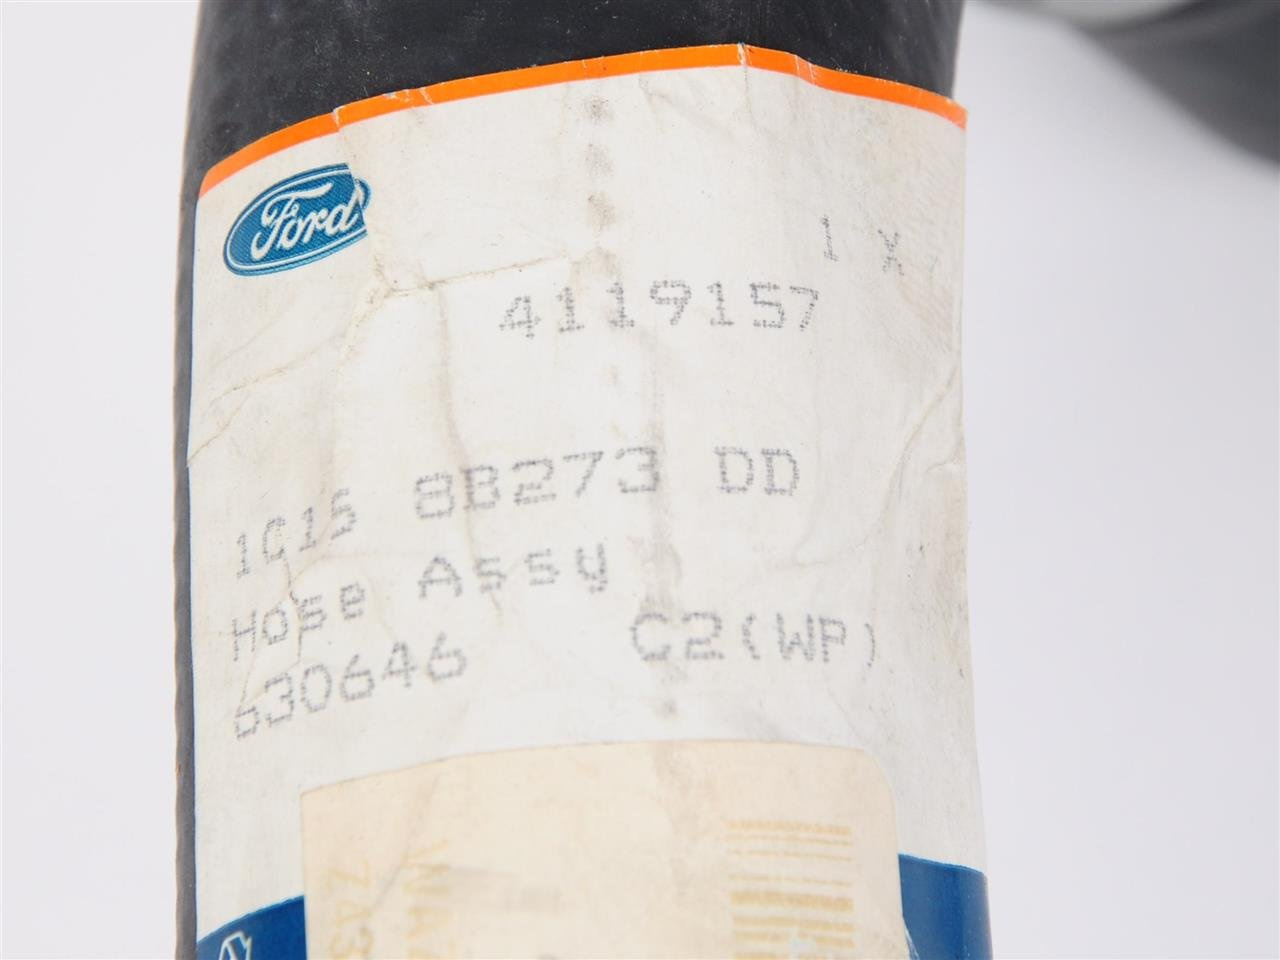 Ford
1 X
4119157
1C15 8B273 DD
Hose Assy
630646 C2(WP)